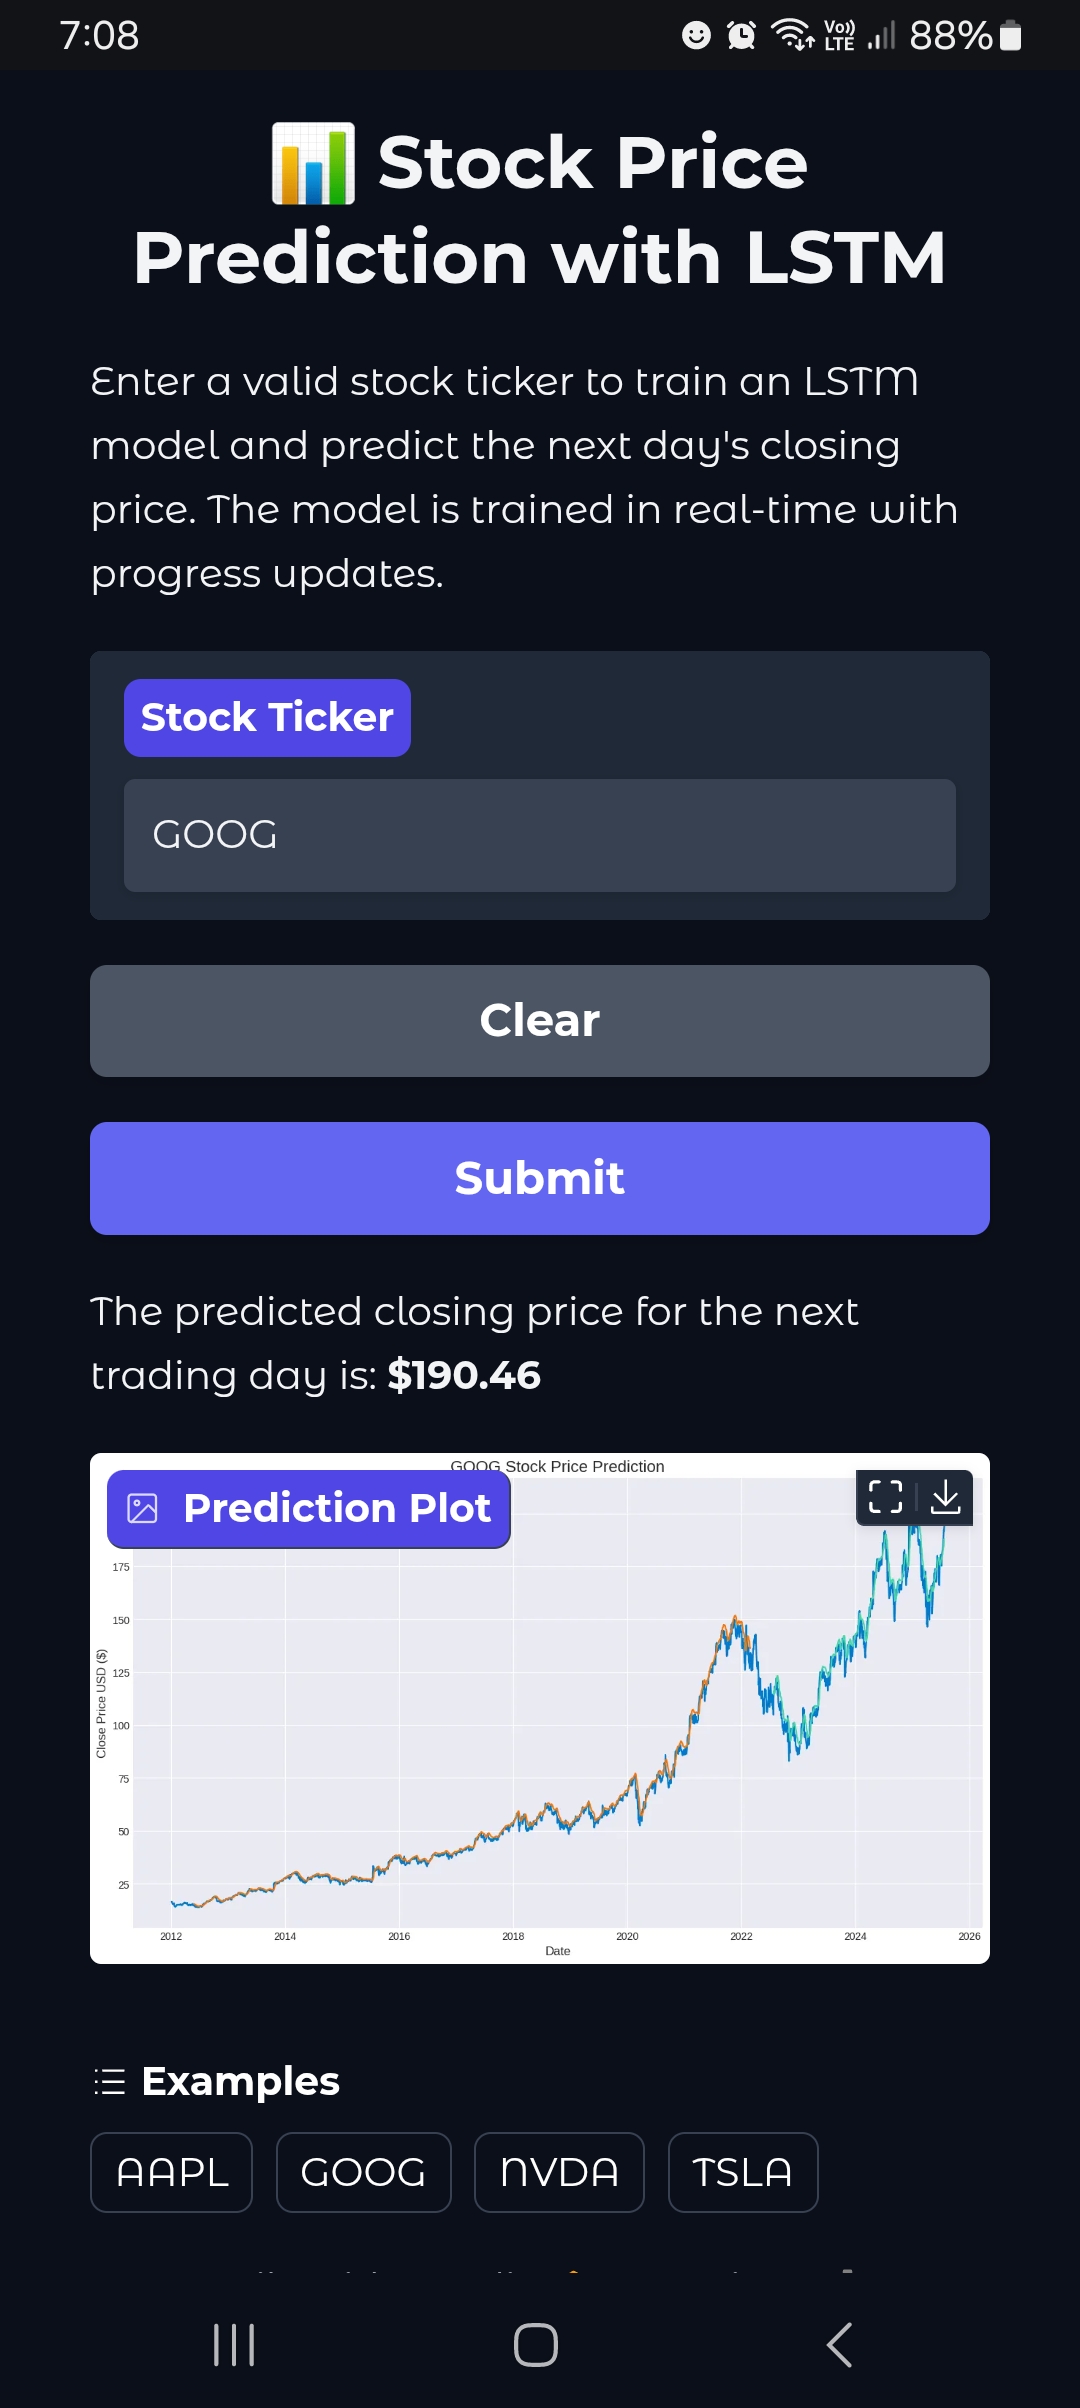 7:08
Vo)) LTE 88%
📊 Stock Price
Prediction with LSTM
Enter a valid stock ticker to train an LSTM
model and predict the next day's closing
price. The model is trained in real-time with
progress updates.
Stock Ticker
GOOG
Clear
Submit
The predicted closing price for the next
trading day is: $190.46
GOOG Stock Price Prediction
Prediction Plot
175
150
125
100
75
50
25
Close Price USD ($)
2012 2014 2016 2018 2020 2022 2024 2026
Date
Examples
AAPL GOOG NVDA TSLA